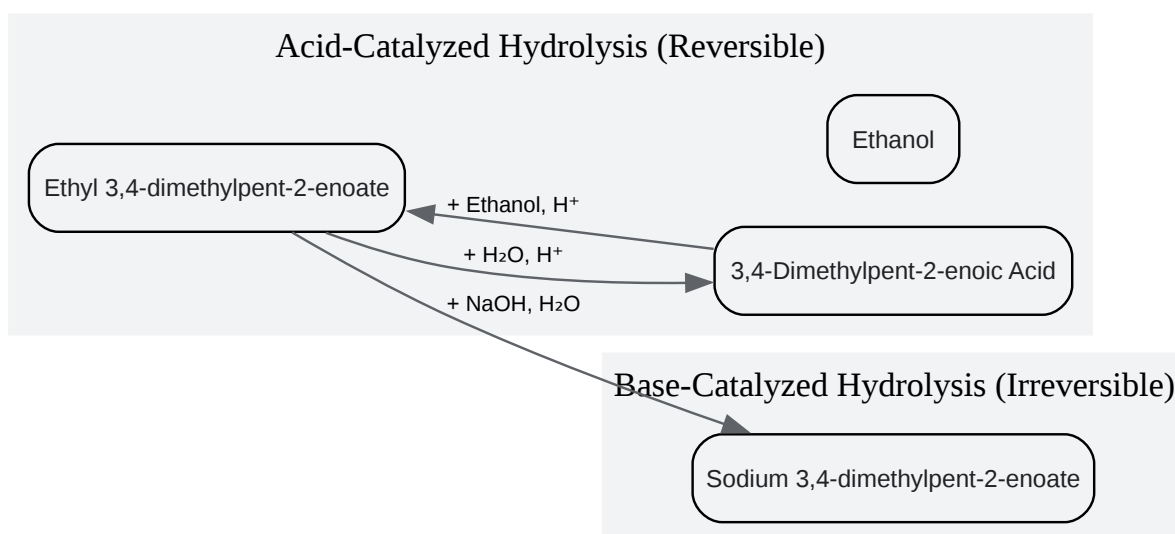 Acid-Catalyzed Hydrolysis (Reversible)
Ethanol
Ethyl 3,4-dimethylpent-2-enoate
+ Ethanol, H⁺
+ H₂O, H⁺
3,4-Dimethylpent-2-enoic Acid
+ NaOH, H₂O
Base-Catalyzed Hydrolysis (Irreversible)
Sodium 3,4-dimethylpent-2-enoate